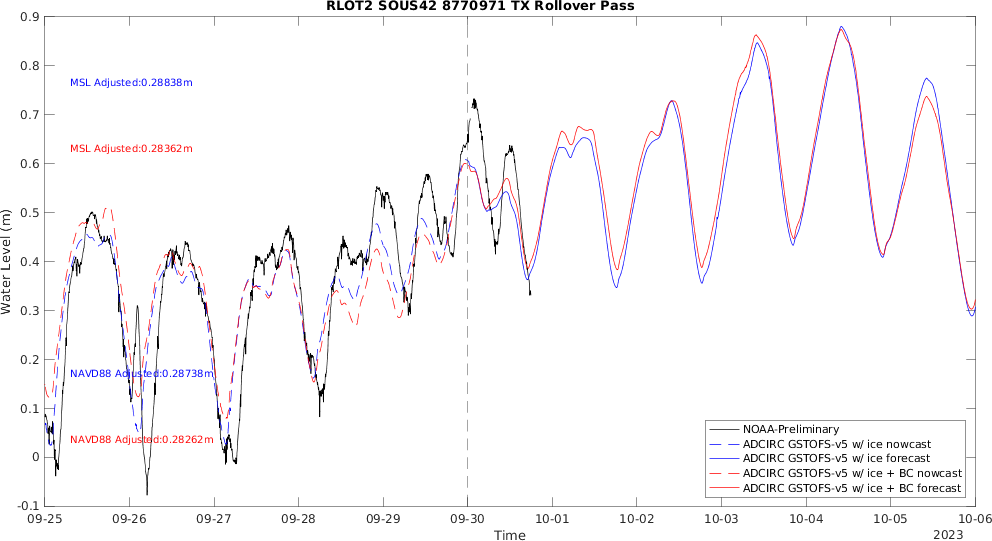 RLOT2 SOUS42 8770971 TX Rollover Pass
0.9
0.8
0.7
0.6
0.5
0.4
0.3
0.2
0.1
0
-0.1
Water Level (m)
MSL Adjusted:0.28838m
MSL Adjusted:0.28362m
NAVD88 Adjusted:0.28738m
NAVD88 Adjusted:0.28262m
NOAA-Preliminary
ADCIRC GSTOFS-v5 w/ ice nowcast
ADCIRC GSTOFS-v5 w/ ice forecast
ADCIRC GSTOFS-v5 w/ ice + BC nowcast
ADCIRC GSTOFS-v5 w/ ice + BC forecast
09-25 09-26 09-27 09-28 09-29 09-30 10-01 10-02 10-03 10-04 10-05 10-06
Time
2023